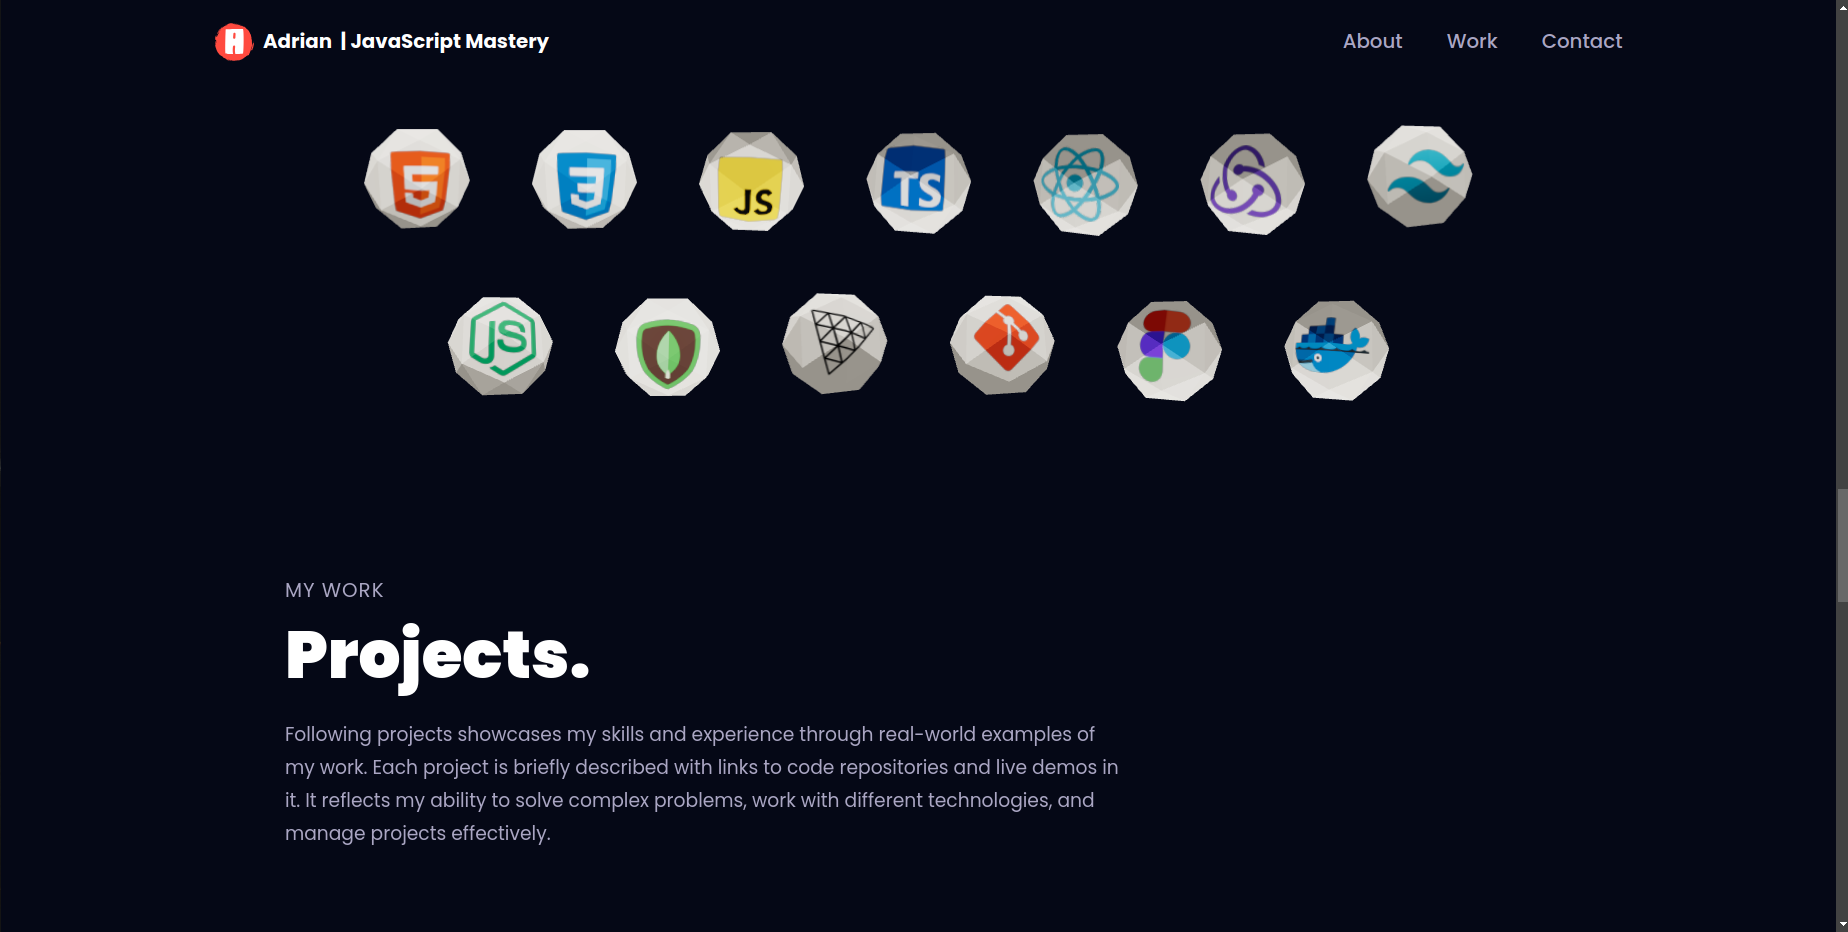 Adrian | JavaScript Mastery
About Work Contact
5 3 JS TS
JS
MY WORK
Projects.
Following projects showcases my skills and experience through real-world examples of
my work. Each project is briefly described with links to code repositories and live demos in
it. It reflects my ability to solve complex problems, work with different technologies, and
manage projects effectively.